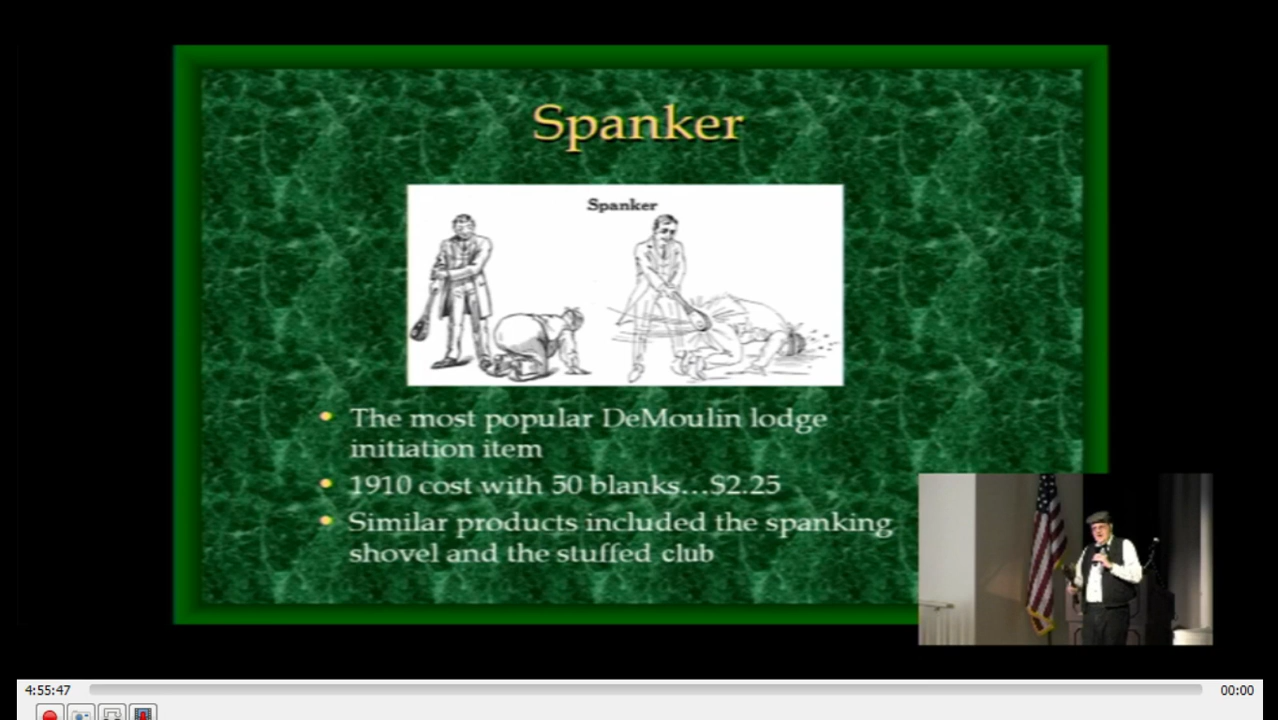 Spanker
Spanker
The most popular DeMoulin lodge
initiation item
1910 cost with 50 blanks...$2.25
Similar products included the spanking
shovel and the stuffed club
4:55:47
00:00